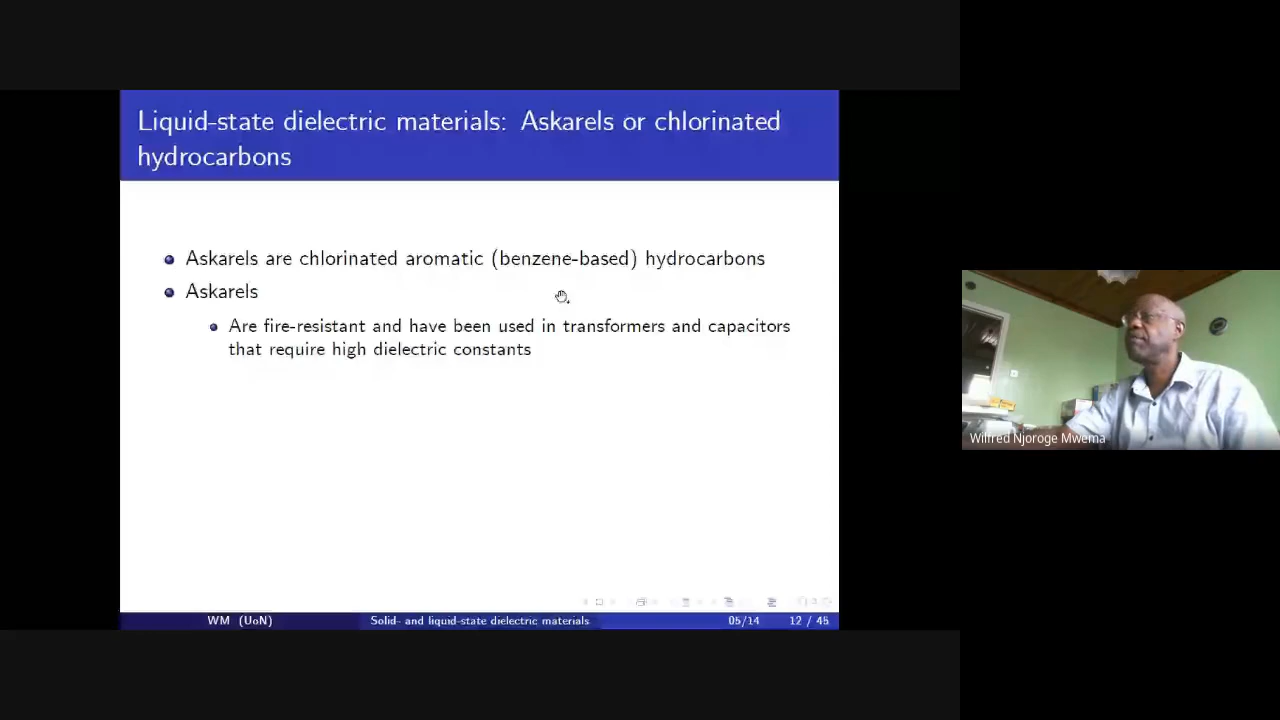 Liquid-state dielectric materials: Askarels or chlorinated
hydrocarbons
Askarels are chlorinated aromatic (benzene-based) hydrocarbons
Askarels
Are fire-resistant and have been used in transformers and capacitors
that require high dielectric constants
WM (UoN)
Solid- and liquid-state dielectric materials
05/14
12 / 45
Wilfred Njoroge Mwema